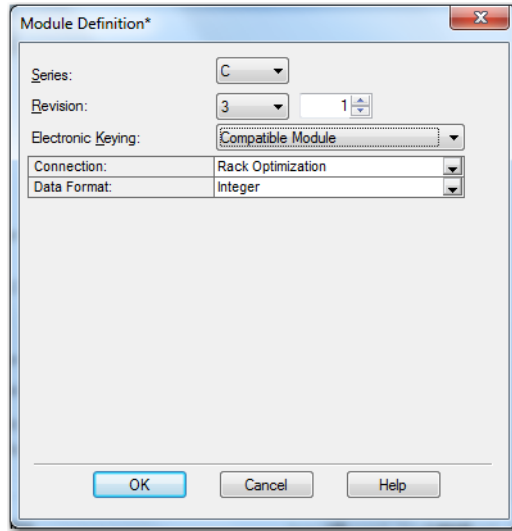 Module Definition*
Series: C
Revision: 3 1
Electronic Keying: Compatible Module
Connection: Rack Optimization
Data Format: Integer
OK Cancel Help